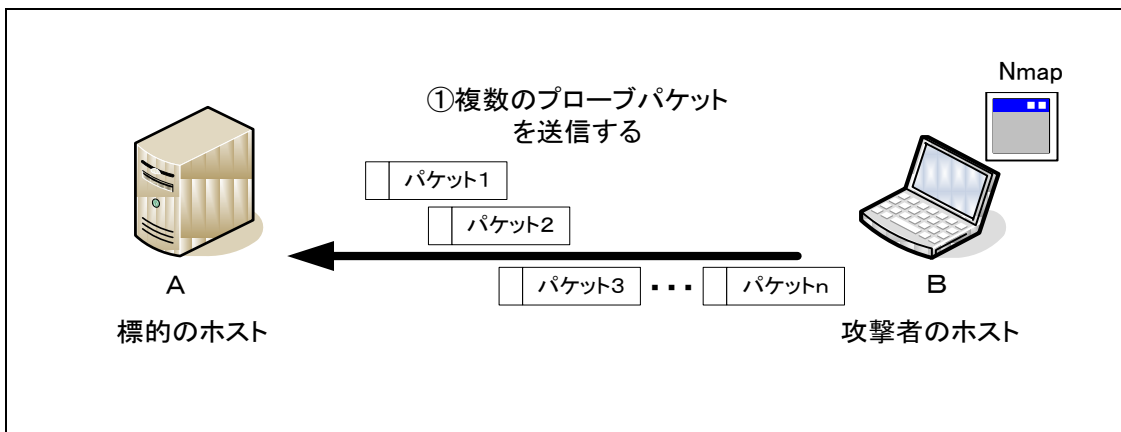 Nmap
①複数のプローブパケット
を送信する
パケット1
パケット2
パケット3 ・・・ パケットn
A B
標的のホスト 攻撃者のホスト